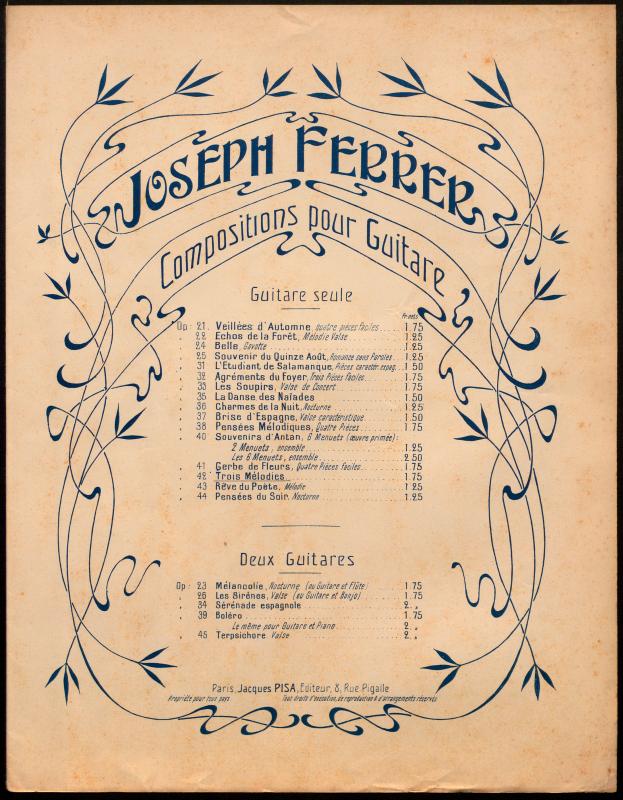 JOSEPH FERRER
Compositions pour Guitare
Guitare seule
Fr nets
Op : 21. Veillées d'Automne, Quatre pièces faciles .... 1.75
„ 22 Echos de la Forêt, Mélodie Valse .... 1.25
„ 24 Belle, Gavotte .... 1.25
„ 25 Souvenir du Quinze Août, Romance sans Paroles .. 1.25
„ 31 L'Etudiant de Salamanque, Pièces caractér espag. . 1 50
„ 32 Agréments du Foyer, Trois Pièces Faciles .... 1.75
„ 33 Les Soupirs, Valse de Concert .... 1.75
„ 35 La Danse des Naïades .... 1.50
„ 36 Charmes de la Nuit, Nocturne .... 1.25
„ 37 Brise d'Espagne, Valse caractéristique .... 1.50
„ 38 Pensées Mélodiques, Quatre Pièces .... 1.75
„ 40 Souvenirs d'Antan, 6 Menuets (œuvre primée) :
2 Menuets, ensemble .... 1.25
Les 6 Menuets, ensemble .... 2.50
„ 41 Gerbe de Fleurs, Quatre Pièces faciles .... 1.75
„ 42 Trois Mélodies .... 1.75
„ 43 Rêve du Poète, Mélodie .... 1 25
„ 44 Pensées du Soir, Nocturne .... 1.25
Deux Guitares
Op : 23 Mélancolie, Nocturne (ou Guitare et Flûte) .... 1 75
„ 26 Les Sirènes, Valse (ou Guitare et Banjo) .... 1.75
„ 34 Sérénade espagnole .... 2 „
„ 39 Boléro .... 1.75
Le même pour Guitare et Piano .... 2 „
„ 45 Terpsichore Valse .... 2 „
Paris, Jacques PISA, Editeur, 8, Rue Pigalle
Propriété pour tous pays Tout droits d'exécution, de reproduction & d'arrangements réservés